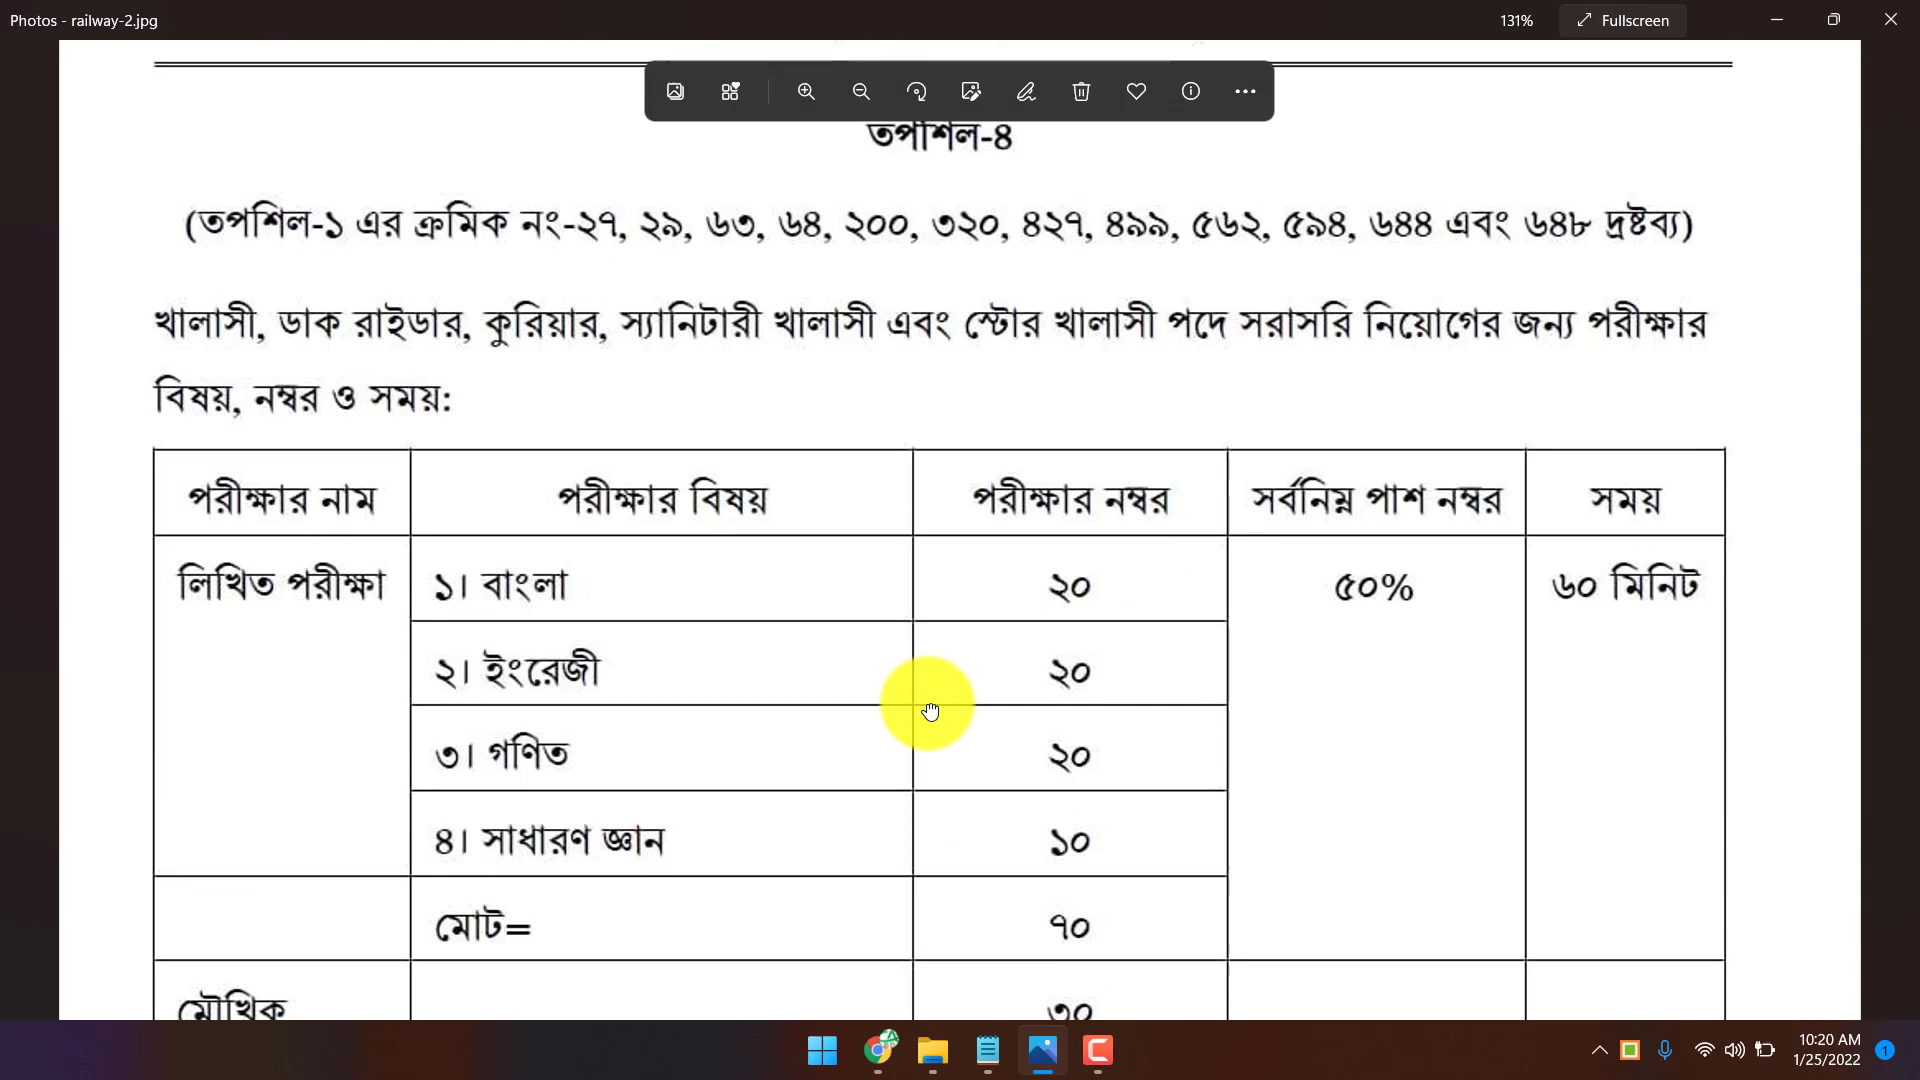 Photos - railway-2.jpg
131%
Fullscreen
তপশিল-৪
(তপশিল-১ এর ক্রমিক নং-২৭, ২৯, ৬৩, ৬৪, ২০০, ৩২০, ৪২৭, ৪৯৯, ৫৬২, ৫৯৪, ৬৪৪ এবং ৬৪৮ দ্রষ্টব্য)
খালাসী, ডাক রাইডার, কুরিয়ার, স্যানিটারী খালাসী এবং স্টোর খালাসী পদে সরাসরি নিয়োগের জন্য পরীক্ষার
বিষয়, নম্বর ও সময়:
পরীক্ষার নাম পরীক্ষার বিষয় পরীক্ষার নম্বর সর্বনিম্ন পাশ নম্বর সময়
লিখিত পরীক্ষা ১। বাংলা ২০ ৫০% ৬০ মিনিট
২। ইংরেজী ২০
৩। গণিত ২০
৪। সাধারণ জ্ঞান ১০
মোট= ৭০
মৌখিক ৩০
10:20 AM
1/25/2022
1